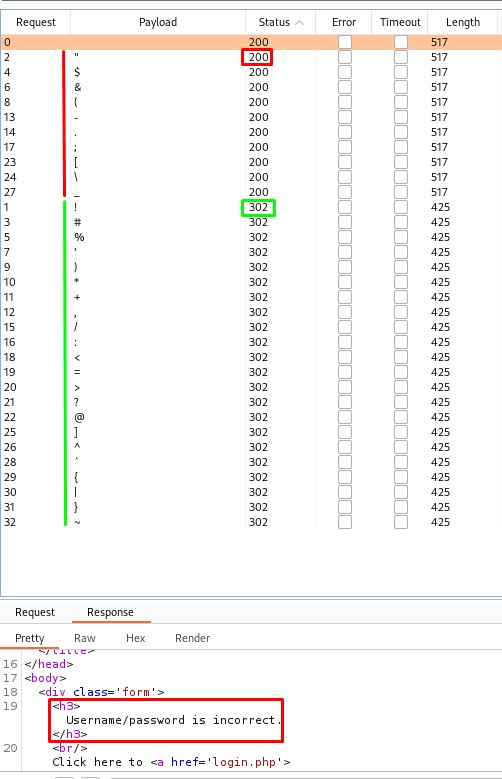 Request Payload Status Error Timeout Length
0 200 517
2 " 200 517
4 $ 200 517
6 & 200 517
8 ( 200 517
13 - 200 517
14 . 200 517
17 ; 200 517
23 [ 200 517
24 \ 200 517
27 _ 200 517
1 ! 302 425
3 # 302 425
5 % 302 425
7 ' 302 425
9 ) 302 425
10 * 302 425
11 + 302 425
12 , 302 425
15 / 302 425
16 : 302 425
18 < 302 425
19 = 302 425
20 > 302 425
21 ? 302 425
22 @ 302 425
25 ] 302 425
26 ^ 302 425
28 ` 302 425
29 { 302 425
30 | 302 425
31 } 302 425
32 ~ 302 425
Request Response
Pretty Raw Hex Render
</title>
16 </head>
17 <body>
18 <div class='form'>
19 <h3>
Username/password is incorrect.
</h3>
20 <br/>
Click here to <a href='login.php'>